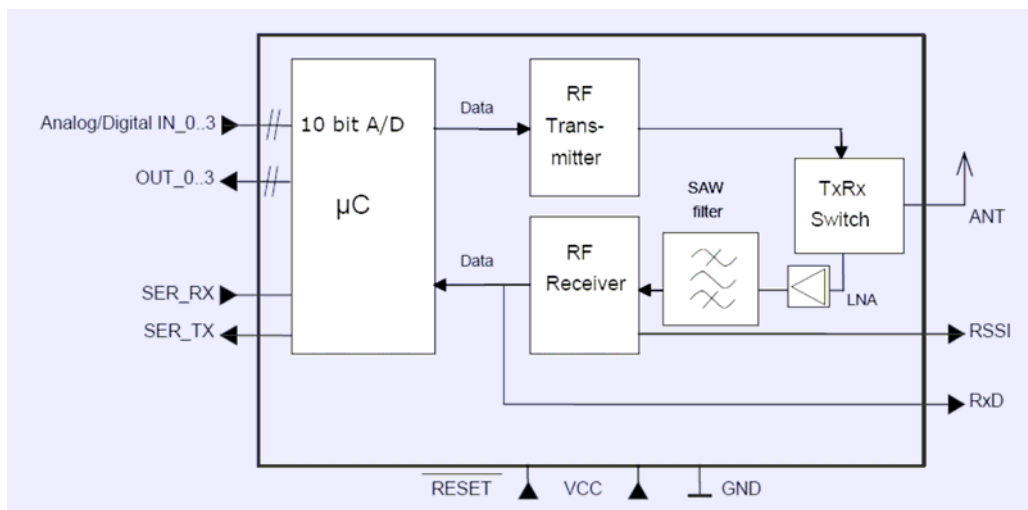 Analog/Digital IN_0..3
OUT_0..3
SER_RX
SER_TX
10 bit A/D
µC
Data
RF
Trans-
mitter
TxRx
Switch
ANT
SAW
filter
Data
RF
Receiver
LNA
RSSI
RxD
RESET
VCC
GND